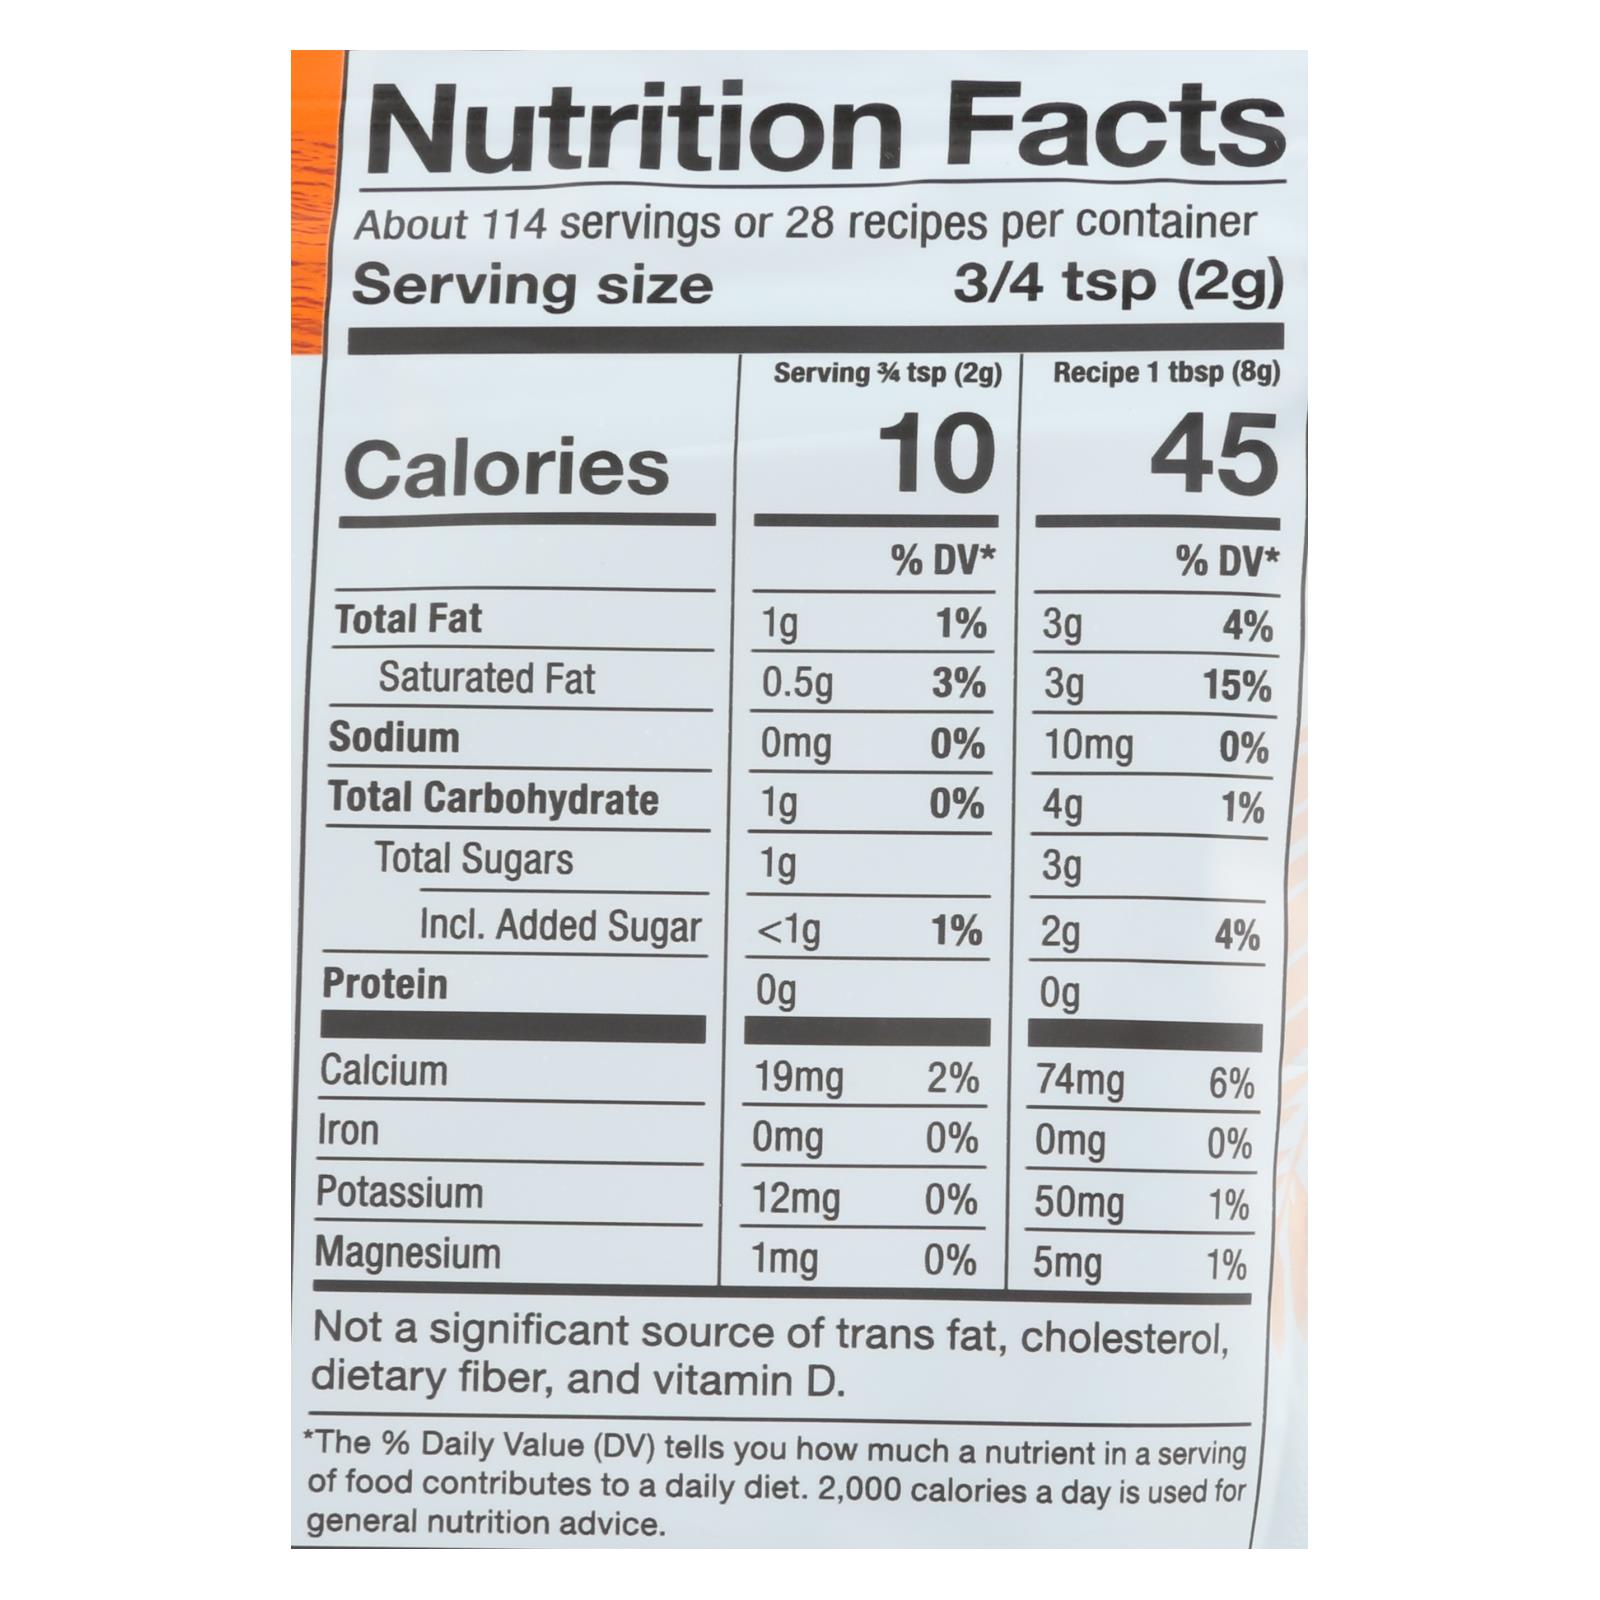 Nutrition Facts
About 114 servings or 28 recipes per container
Serving size 3/4 tsp (2g)
Serving ¾ tsp (2g) Recipe 1 tbsp (8g)
Calories 10 45
% DV* % DV*
Total Fat 1g 1% 3g 4%
Saturated Fat 0.5g 3% 3g 15%
Sodium 0mg 0% 10mg 0%
Total Carbohydrate 1g 0% 4g 1%
Total Sugars 1g 3g
Incl. Added Sugar <1g 1% 2g 4%
Protein 0g 0g
Calcium 19mg 2% 74mg 6%
Iron 0mg 0% 0mg 0%
Potassium 12mg 0% 50mg 1%
Magnesium 1mg 0% 5mg 1%
Not a significant source of trans fat, cholesterol,
dietary fiber, and vitamin D.
*The % Daily Value (DV) tells you how much a nutrient in a serving
of food contributes to a daily diet. 2,000 calories a day is used for
general nutrition advice.